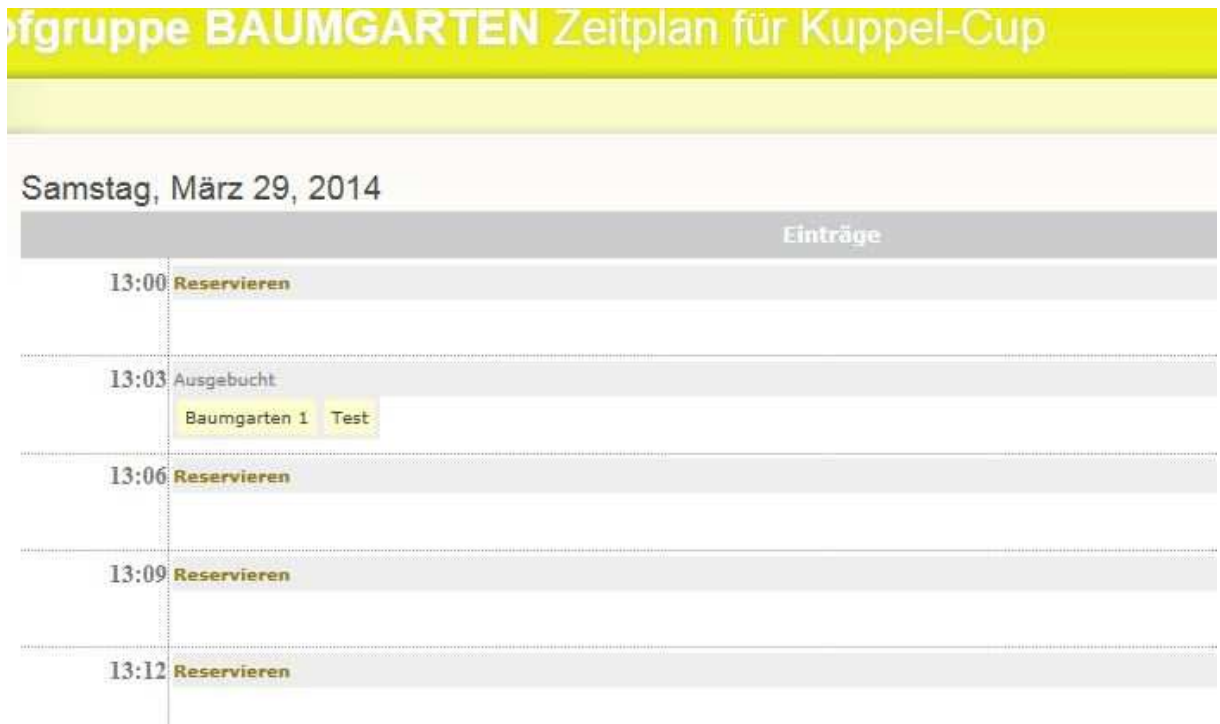 fgruppe BAUMGARTEN Zeitplan für Kuppel-Cup
Samstag, März 29, 2014
Einträge
13:00 Reservieren
13:03 Ausgebucht
Baumgarten 1 Test
13:06 Reservieren
13:09 Reservieren
13:12 Reservieren